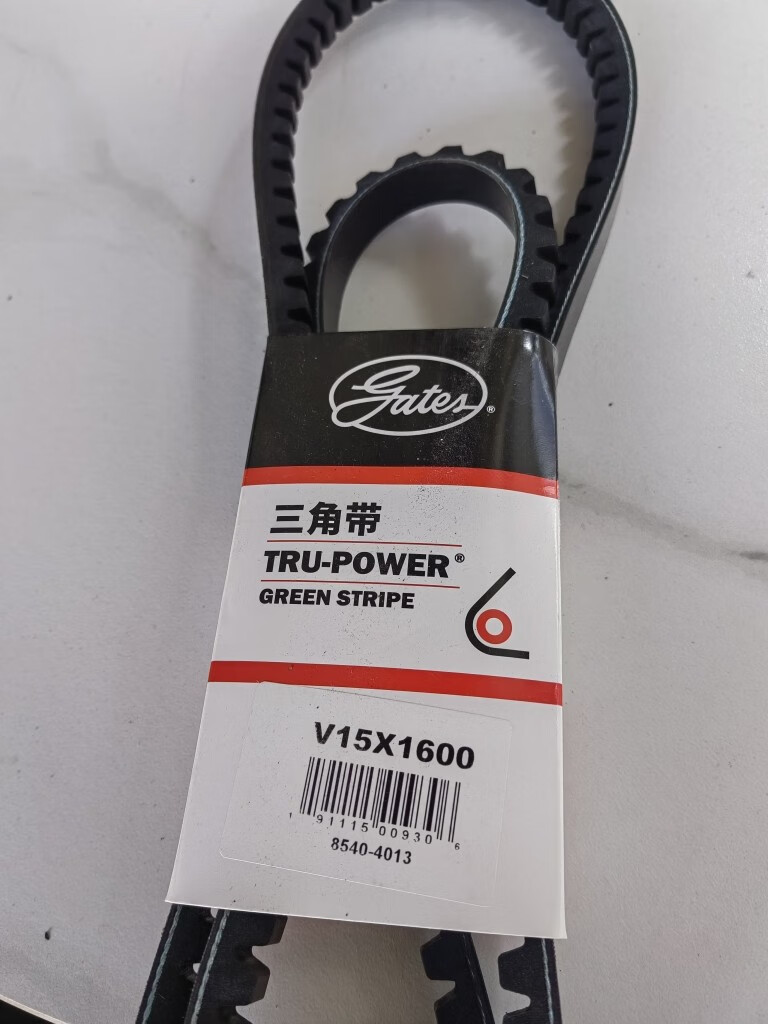 Gates®
三角带
TRU-POWER®
GREEN STRIPE
V15X1600
1 91115 00930 6
8540-4013